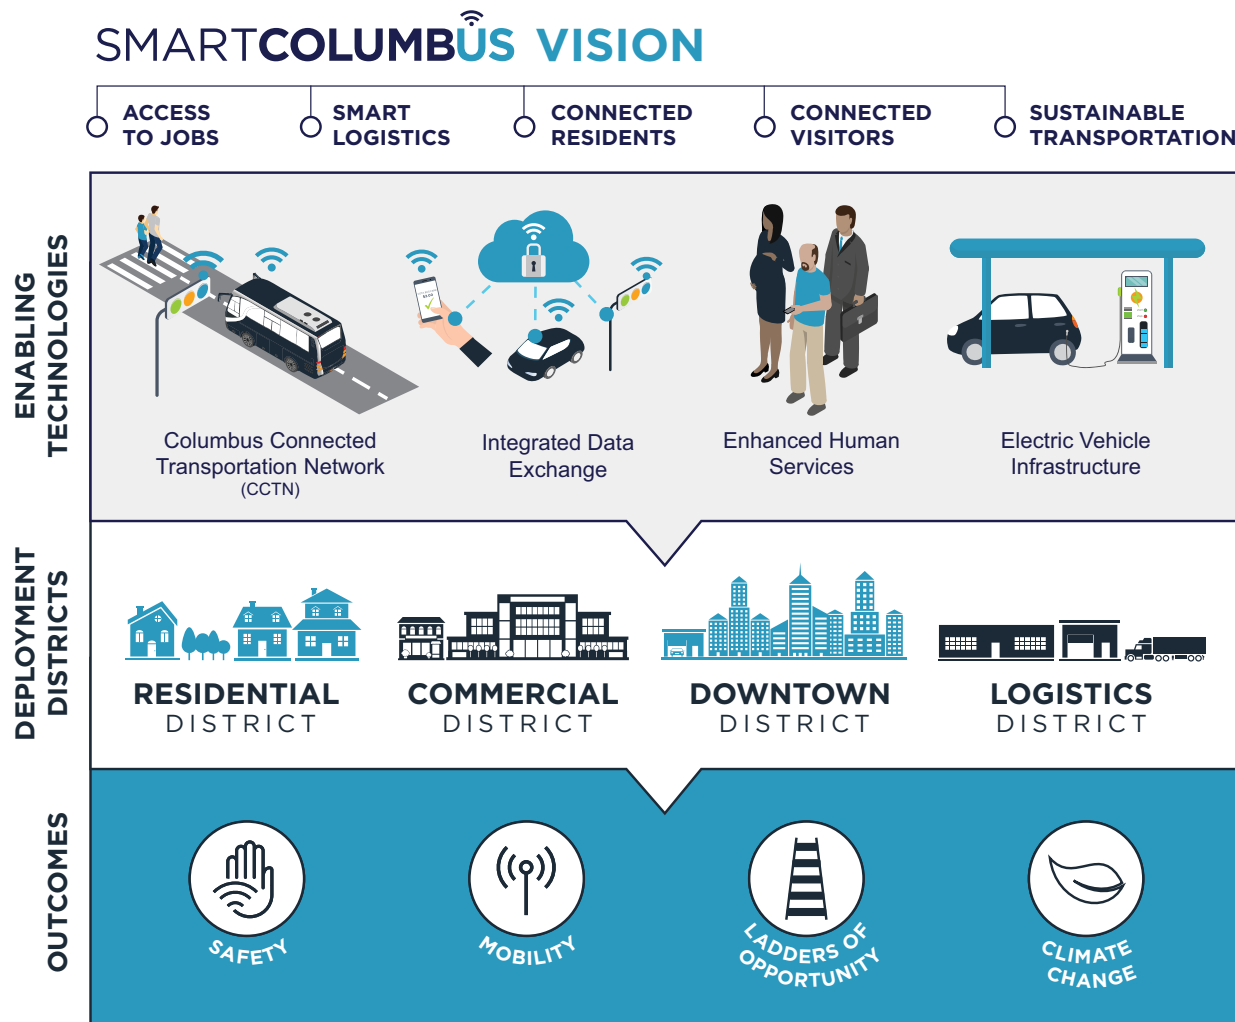 SMARTCOLUMBUS VISION
ACCESS
TO JOBS
SMART
LOGISTICS
CONNECTED
RESIDENTS
CONNECTED
VISITORS
SUSTAINABLE
TRANSPORTATION
ENABLING
TECHNOLOGIES
Columbus Connected
Transportation Network
(CCTN)
Integrated Data
Exchange
Enhanced Human
Services
Electric Vehicle
Infrastructure
DEPLOYMENT
DISTRICTS
RESIDENTIAL
DISTRICT
COMMERCIAL
DISTRICT
DOWNTOWN
DISTRICT
LOGISTICS
DISTRICT
OUTCOMES
SAFETY
MOBILITY
LADDERS OF
OPPORTUNITY
CLIMATE
CHANGE